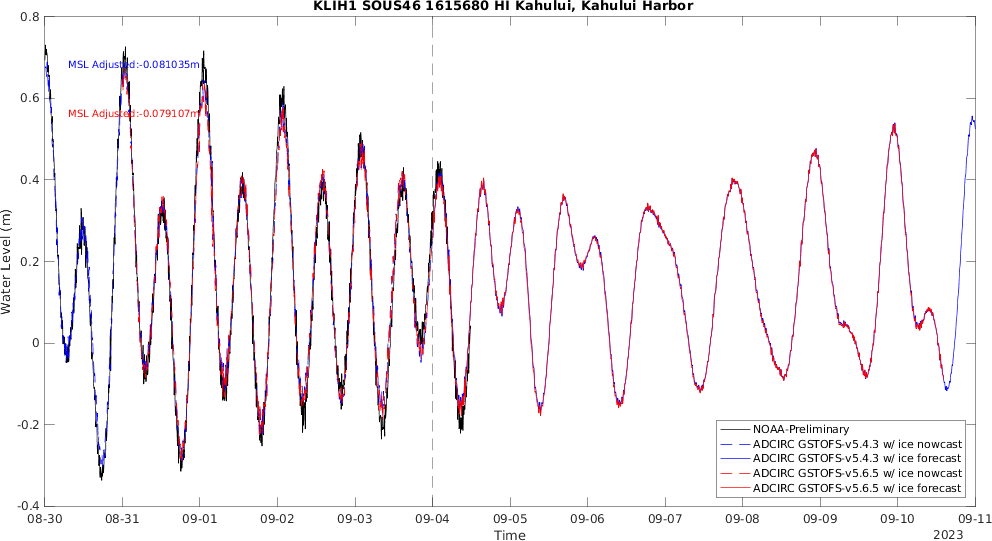 KLIH1 SOUS46 1615680 HI Kahului, Kahului Harbor
0.8
0.6
0.4
0.2
0
-0.2
-0.4
Water Level (m)
MSL Adjusted:-0.081035m
MSL Adjusted:-0.079107m
NOAA-Preliminary
ADCIRC GSTOFS-v5.4.3 w/ ice nowcast
ADCIRC GSTOFS-v5.4.3 w/ ice forecast
ADCIRC GSTOFS-v5.6.5 w/ ice nowcast
ADCIRC GSTOFS-v5.6.5 w/ ice forecast
08-30 08-31 09-01 09-02 09-03 09-04 09-05 09-06 09-07 09-08 09-09 09-10 09-11
Time
2023